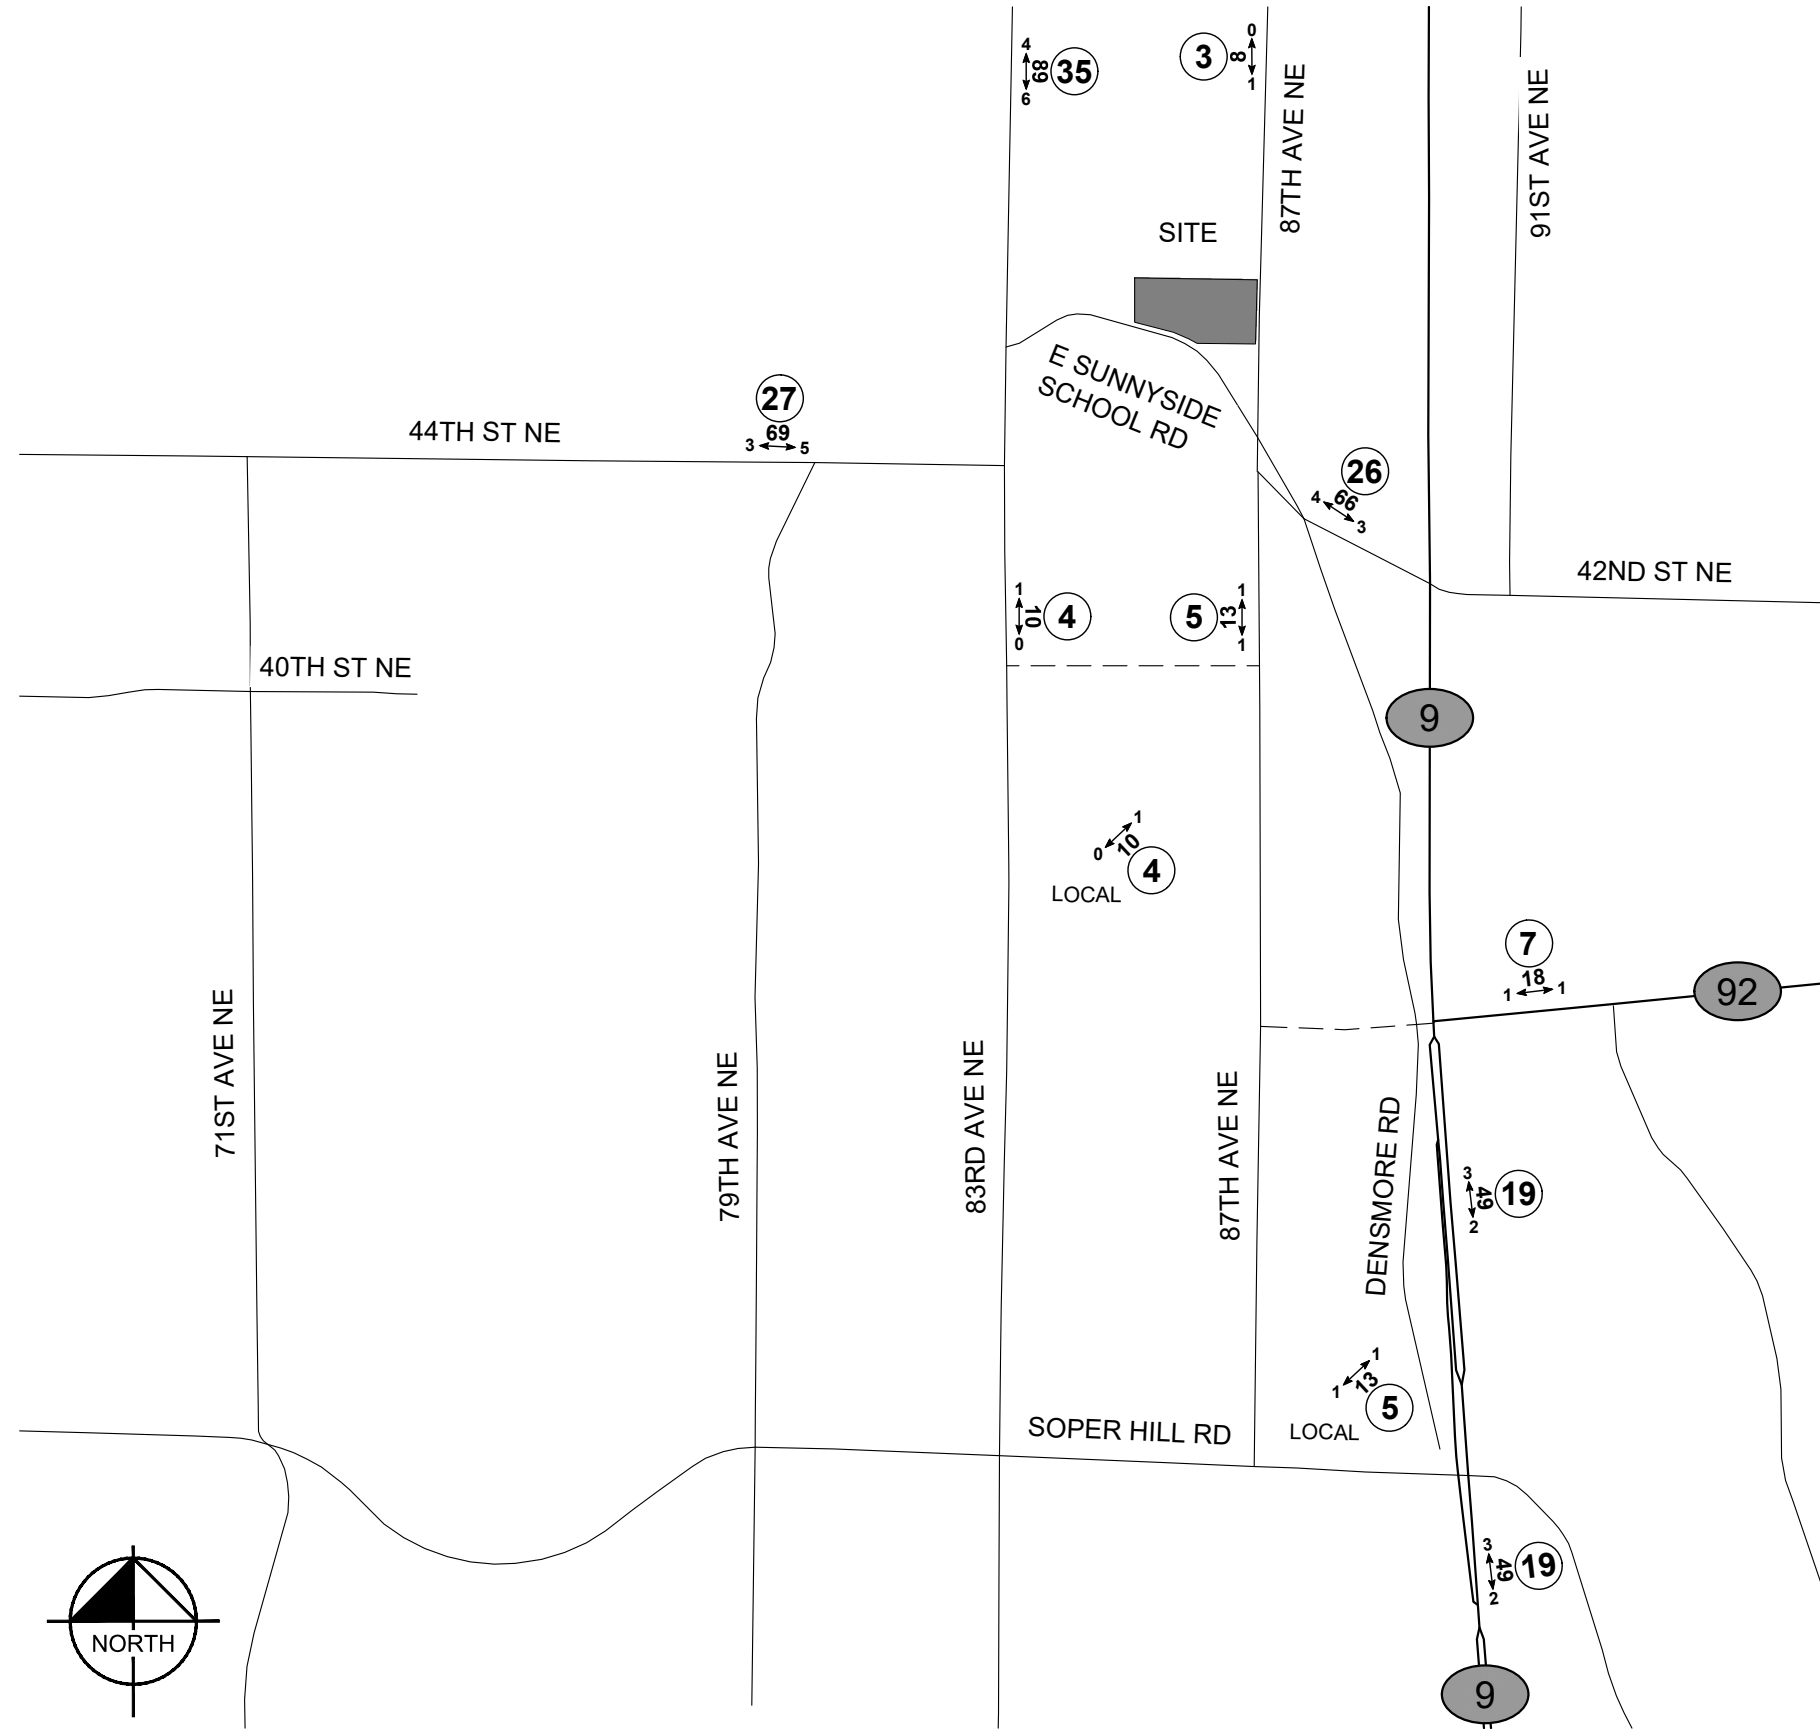 4
89
6
35
3
0
8
1
87TH AVE NE
91ST AVE NE
SITE
E SUNNYSIDE
SCHOOL RD
27
69
3
5
44TH ST NE
26
4
66
3
42ND ST NE
1
10
0
4
5
1
13
1
40TH ST NE
9
1
10
0
4
LOCAL
7
18
1
1
92
71ST AVE NE
79TH AVE NE
83RD AVE NE
87TH AVE NE
DENSMORE RD
3
49
2
19
1
13
1
5
LOCAL
SOPER HILL RD
3
49
2
19
NORTH
9